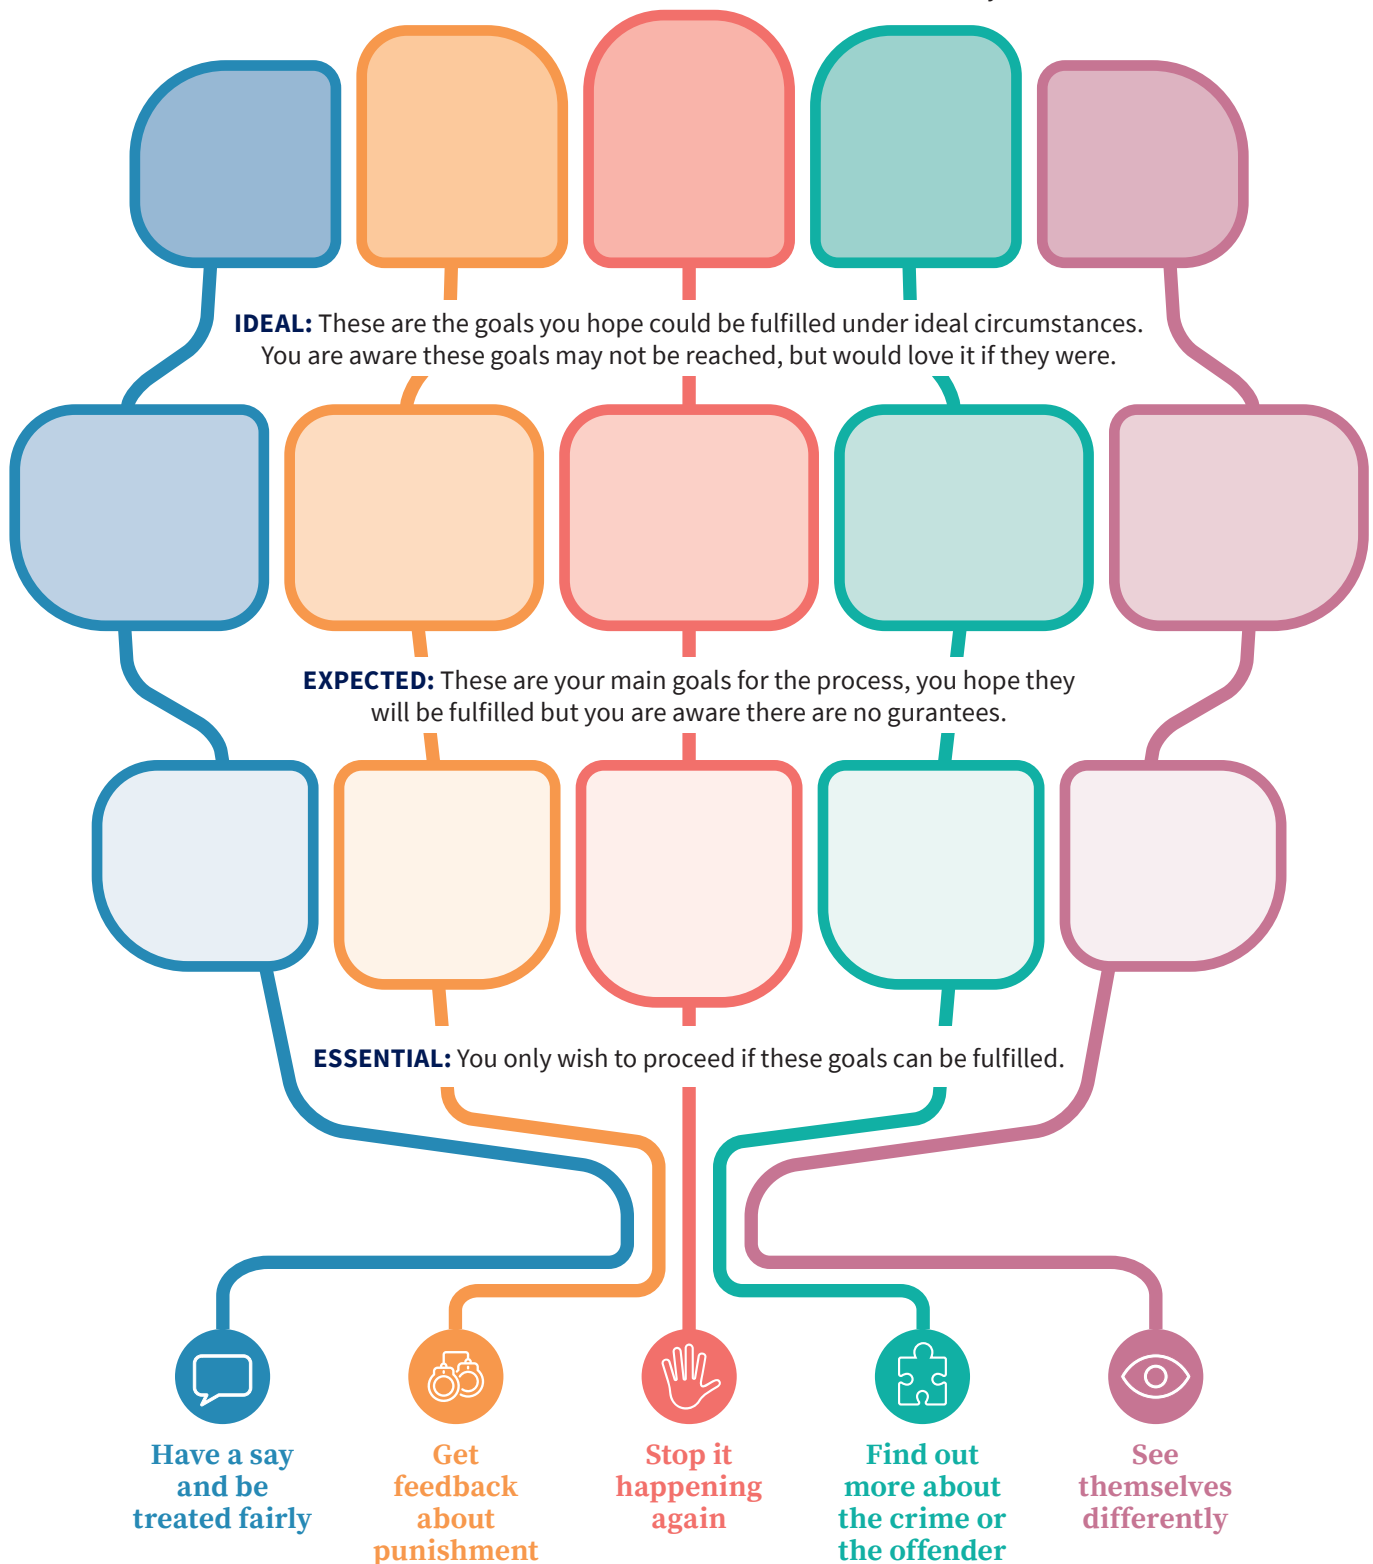 IDEAL: These are the goals you hope could be fulfilled under ideal circumstances.
You are aware these goals may not be reached, but would love it if they were.
EXPECTED: These are your main goals for the process, you hope they
will be fulfilled but you are aware there are no gurantees.
ESSENTIAL: You only wish to proceed if these goals can be fulfilled.
Have a say
and be
treated fairly
Get
feedback
about
punishment
Stop it
happening
again
Find out
more about
the crime or
the offender
See
themselves
differently